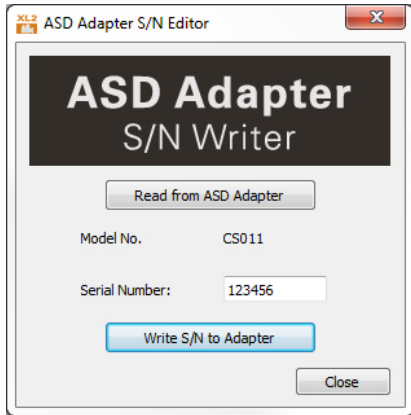 XL2 ASD Adapter S/N Editor
ASD Adapter
S/N Writer
Read from ASD Adapter
Model No. CS011
Serial Number: 123456
Write S/N to Adapter
Close